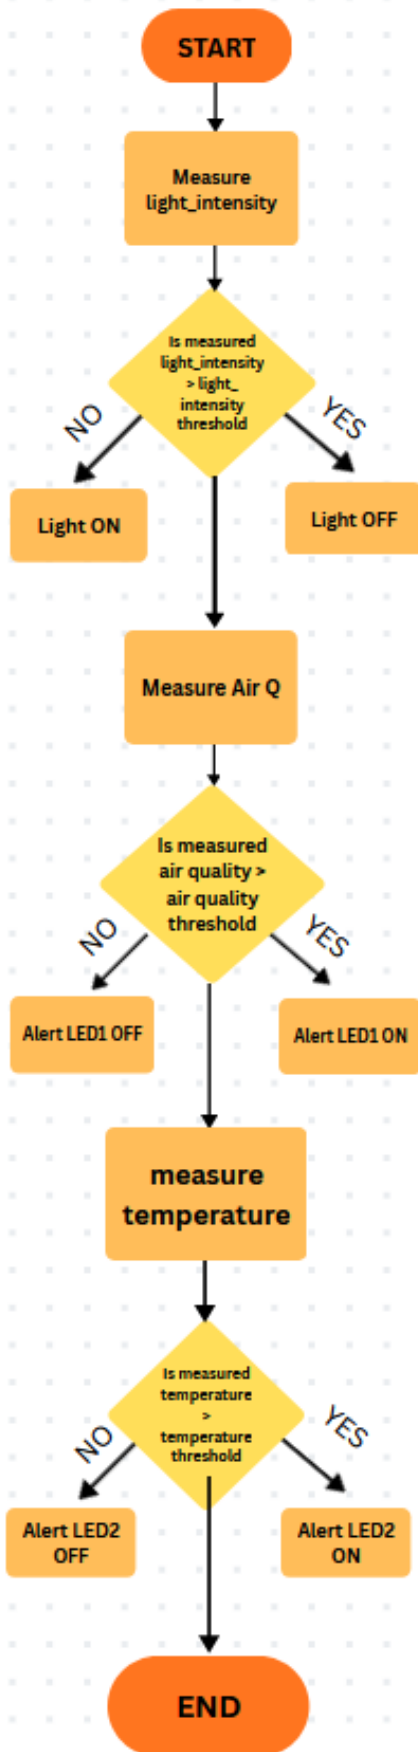 START
Measure
light_intensity
Is measured
light_intensity
> light_
intensity
threshold
NO
YES
Light ON
Light OFF
Measure Air Q
Is measured
air quality >
air quality
threshold
NO
YES
Alert LED1 OFF
Alert LED1 ON
measure
temperature
Is measured
temperature
>
temperature
threshold
NO
YES
Alert LED2
OFF
Alert LED2
ON
END